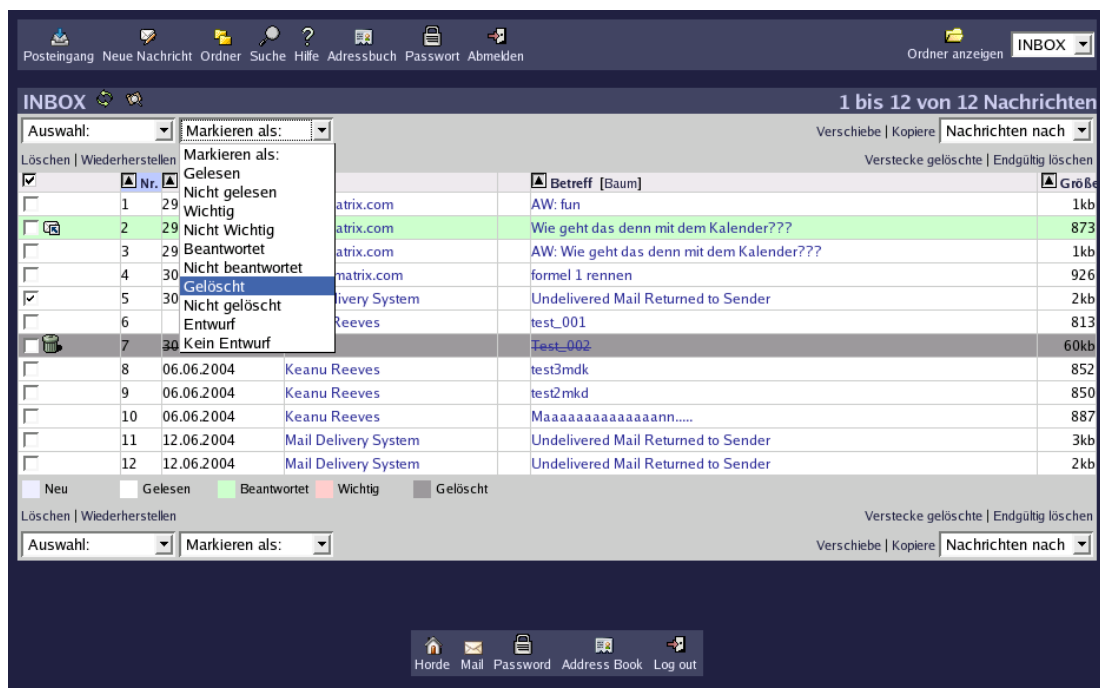 Posteingang Neue Nachricht Ordner Suche Hilfe Adressbuch Passwort Abmelden Ordner anzeigen INBOX
INBOX 1 bis 12 von 12 Nachrichten
Auswahl: Markieren als: Verschiebe | Kopiere Nachrichten nach
Löschen | Wiederherstellen Verstecke gelöschte | Endgültig löschen
Markieren als:
Gelesen
Nicht gelesen
Wichtig
Nicht Wichtig
Beantwortet
Nicht beantwortet
Gelöscht
Nicht gelöscht
Entwurf
Kein Entwurf
Nr. Betreff [Baum] Größe
1 29 atrix.com AW: fun 1kb
2 29 atrix.com Wie geht das denn mit dem Kalender??? 873
3 29 atrix.com AW: Wie geht das denn mit dem Kalender??? 1kb
4 30 matrix.com formel 1 rennen 926
5 30 livery System Undelivered Mail Returned to Sender 2kb
6 Reeves test_001 813
7 30 Test_002 60kb
8 06.06.2004 Keanu Reeves test3mdk 852
9 06.06.2004 Keanu Reeves test2mkd 850
10 06.06.2004 Keanu Reeves Maaaaaaaaaaaaaann..... 887
11 12.06.2004 Mail Delivery System Undelivered Mail Returned to Sender 3kb
12 12.06.2004 Mail Delivery System Undelivered Mail Returned to Sender 2kb
Neu Gelesen Beantwortet Wichtig Gelöscht
Löschen | Wiederherstellen Verstecke gelöschte | Endgültig löschen
Auswahl: Markieren als: Verschiebe | Kopiere Nachrichten nach
Horde Mail Password Address Book Log out